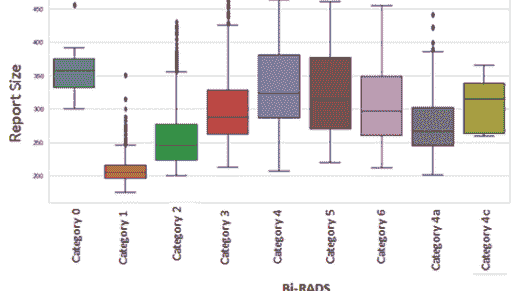 450
400
350
300
250
200
Report Size
Category 0
Category 1
Category 2
Category 3
Category 4
Category 5
Category 6
Category 4a
Category 4c
Bi-RADS